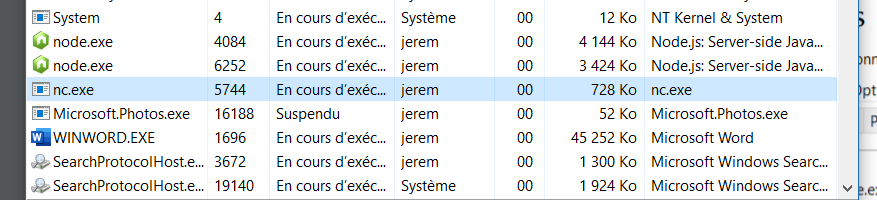 System 4 En cours d'exéc... Système 00 12 Ko NT Kernel & System
node.exe 4084 En cours d'exéc... jerem 00 4 144 Ko Node.js: Server-side Java...
node.exe 6252 En cours d'exéc... jerem 00 3 424 Ko Node.js: Server-side Java...
nc.exe 5744 En cours d'exéc... jerem 00 728 Ko nc.exe
Microsoft.Photos.exe 16188 Suspendu jerem 00 52 Ko Microsoft.Photos.exe
WINWORD.EXE 1696 En cours d'exéc... jerem 00 45 252 Ko Microsoft Word
SearchProtocolHost.e... 3672 En cours d'exéc... jerem 00 1 300 Ko Microsoft Windows Searc...
SearchProtocolHost.e... 19140 En cours d'exéc... Système 00 1 924 Ko Microsoft Windows Searc...